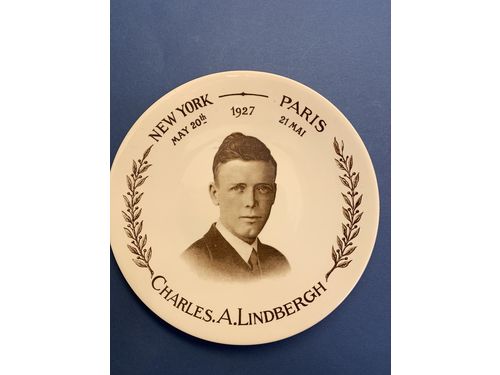 NEW YORK PARIS
MAY 20th 1927 21 MAI
CHARLES.A.LINDBERGH